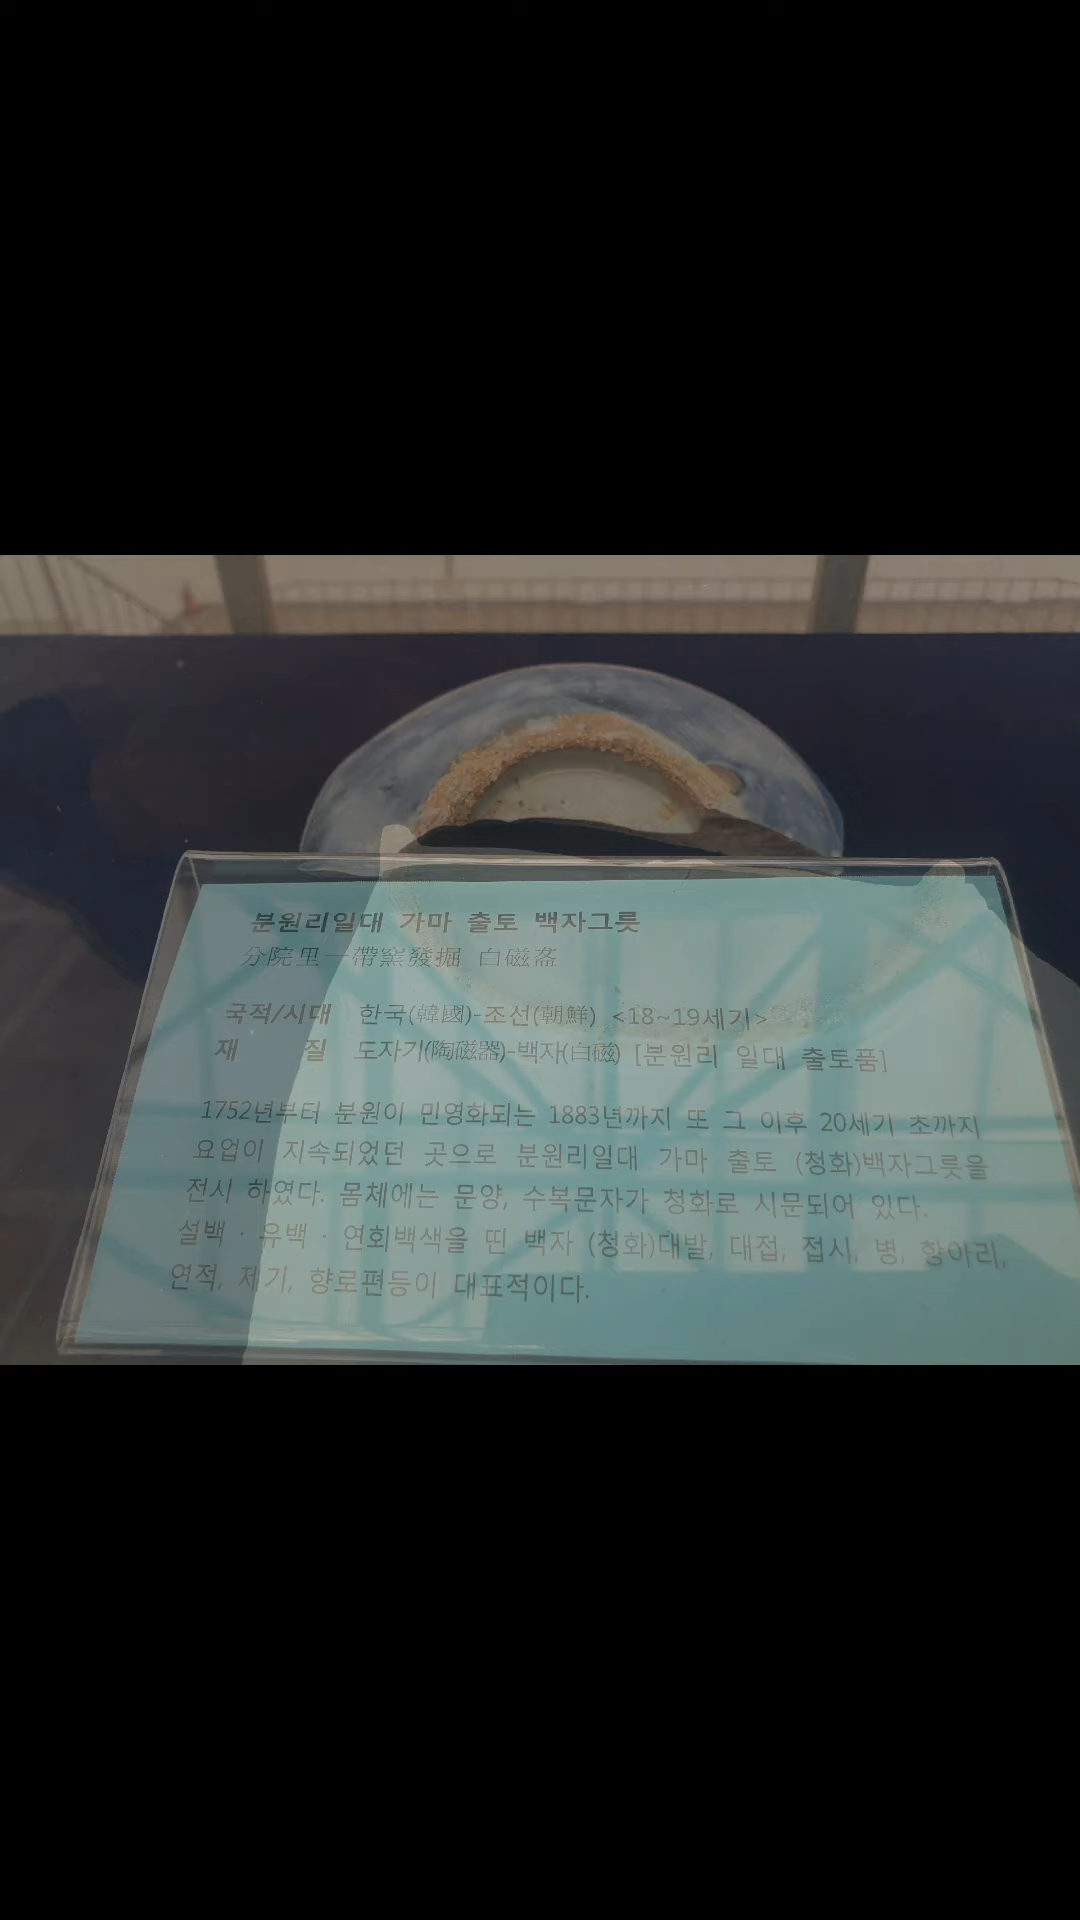 분원리일대 가마 출토 백자그릇
分院里一帶窯發掘 白磁盃
국적/시대 한국(韓國)-조선(朝鮮) <18~19세기>
재 질 도자기(陶磁器)-백자(白磁) [분원리 일대 출토품]
1752년부터 분원이 민영화되는 1883년까지 또 그 이후 20세기 초까지
요업이 지속되었던 곳으로 분원리일대 가마 출토 (청화)백자그릇을
전시 하였다. 몸체에는 문양, 수복문자가 청화로 시문되어 있다.
설백 · 유백 · 연회백색을 띤 백자 (청화)대발, 대접, 접시, 병, 항아리,
연적, 제기, 향로편등이 대표적이다.